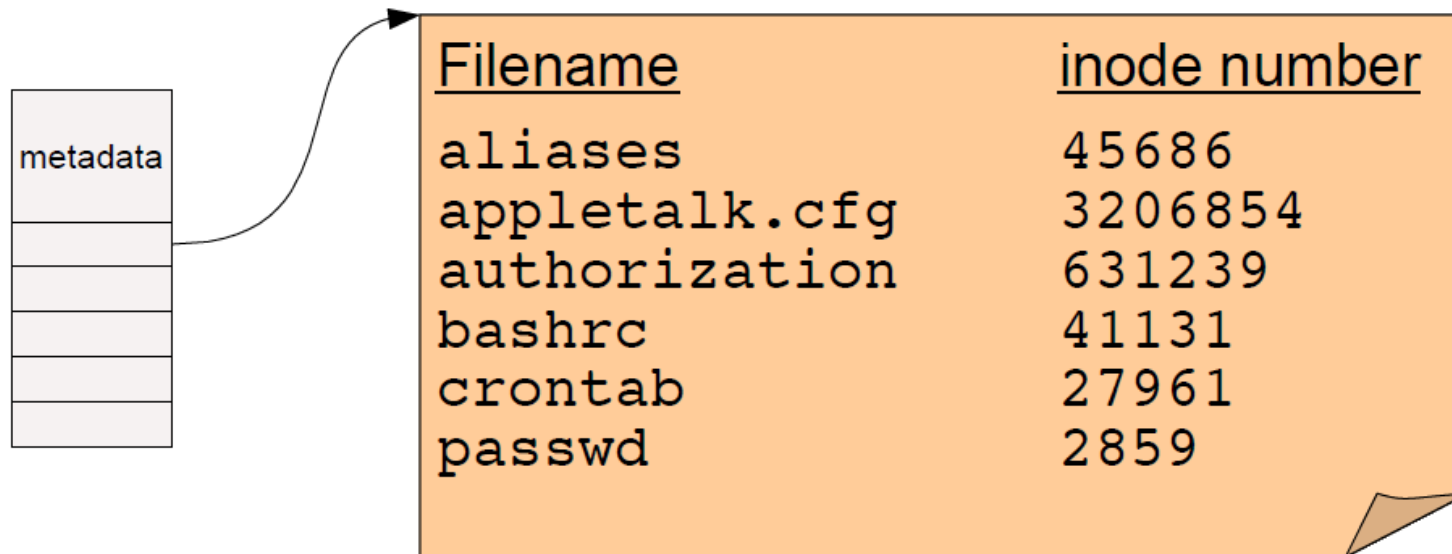 metadata
Filename inode number
aliases 45686
appletalk.cfg 3206854
authorization 631239
bashrc 41131
crontab 27961
passwd 2859